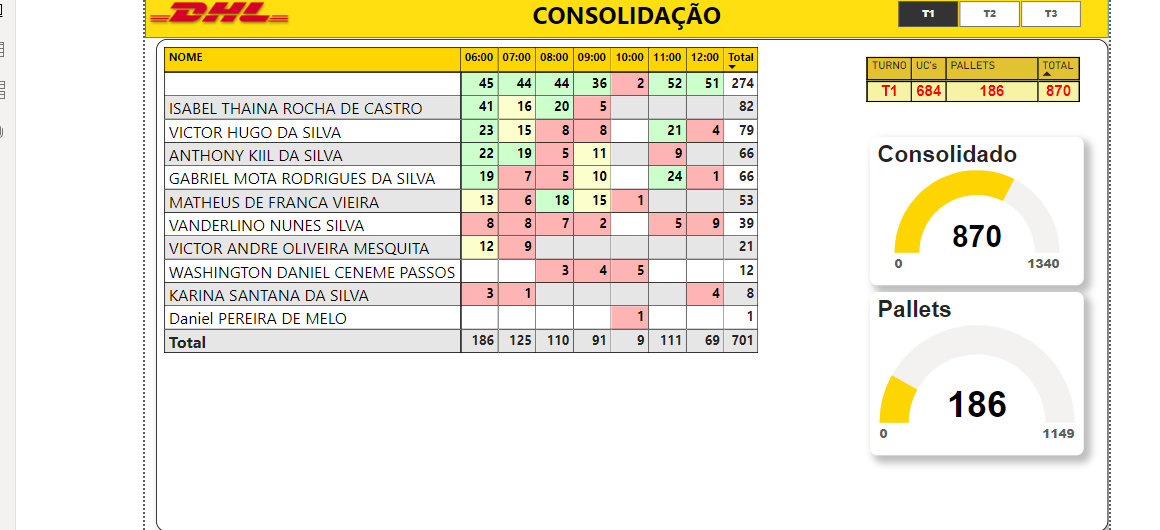 DHL CONSOLIDAÇÃO T1 T2 T3
NOME 06:00 07:00 08:00 09:00 10:00 11:00 12:00 Total
45 44 44 36 2 52 51 274
ISABEL THAINA ROCHA DE CASTRO 41 16 20 5 82
VICTOR HUGO DA SILVA 23 15 8 8 21 4 79
ANTHONY KIIL DA SILVA 22 19 5 11 9 66
GABRIEL MOTA RODRIGUES DA SILVA 19 7 5 10 24 1 66
MATHEUS DE FRANCA VIEIRA 13 6 18 15 1 53
VANDERLINO NUNES SILVA 8 8 7 2 5 9 39
VICTOR ANDRE OLIVEIRA MESQUITA 12 9 21
WASHINGTON DANIEL CENEME PASSOS 3 4 5 12
KARINA SANTANA DA SILVA 3 1 4 8
Daniel PEREIRA DE MELO 1 1
Total 186 125 110 91 9 111 69 701
TURNO UC's PALLETS TOTAL
T1 684 186 870
Consolidado
870
0 1340
Pallets
186
0 1149